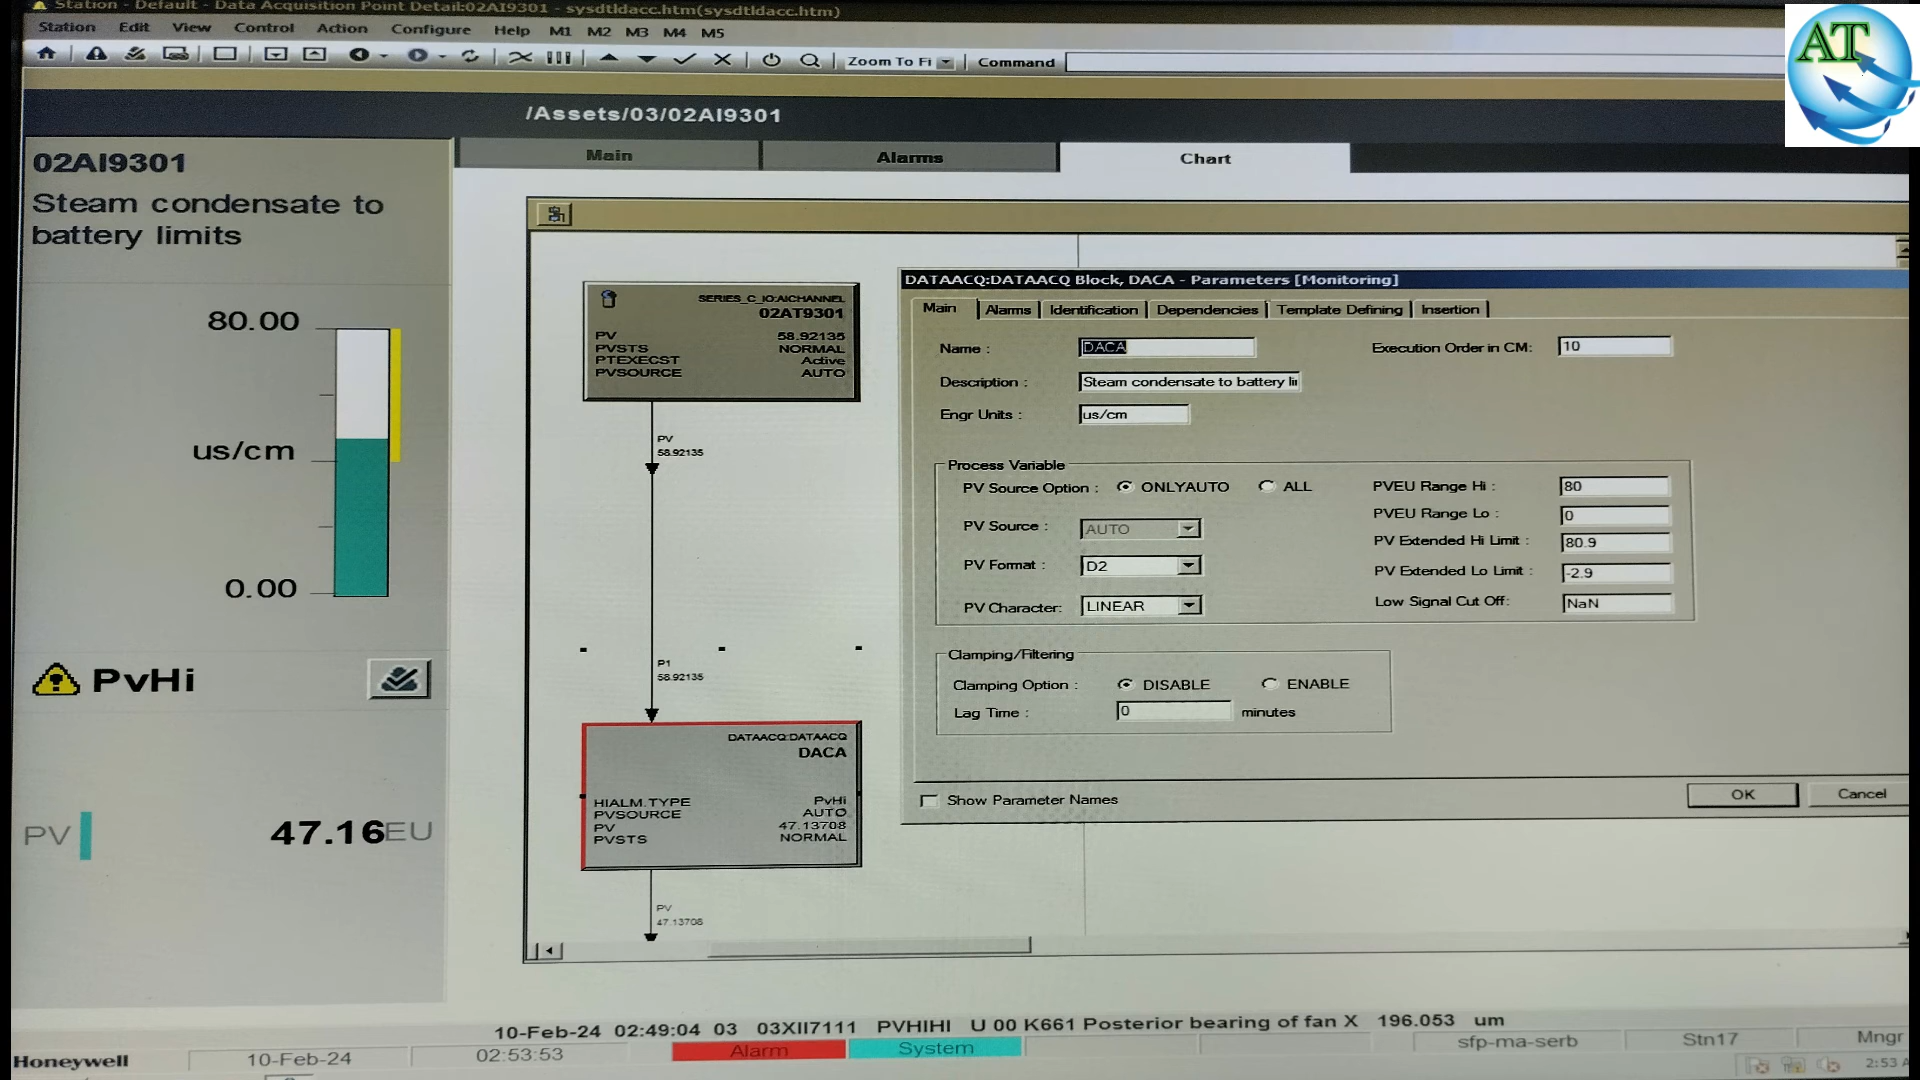 Station - Default - Data Acquisition Point Detail:02AI9301 - sysdtldacc.htm(sysdtldacc.htm)
Station Edit View Control Action Configure Help M1 M2 M3 M4 M5
Zoom To Fi Command
AT
/Assets/03/02AI9301
Main Alarms Chart
02AI9301
Steam condensate to
battery limits
80.00
us/cm
0.00
PvHi
PV 47.16EU
SERIES_C_IO:AICHANNEL
02AT9301
PV 58.92135
PVSTS NORMAL
PTEXECST Active
PVSOURCE AUTO
PV
58.92135
P1
58.92135
DATAACQ:DATAACQ
DACA
HIALM.TYPE PvHi
PVSOURCE AUTO
PV 47.13708
PVSTS NORMAL
PV
47.13708
DATAACQ:DATAACQ Block, DACA - Parameters [Monitoring]
Main Alarms Identification Dependencies Template Defining Insertion
Name : DACA Execution Order in CM: 10
Description : Steam condensate to battery li
Engr Units : us/cm
Process Variable
PV Source Option : ONLYAUTO ALL PVEU Range Hi : 80
PV Source : AUTO PVEU Range Lo : 0
PV Extended Hi Limit : 80.9
PV Format : D2 PV Extended Lo Limit : -2.9
PV Character: LINEAR Low Signal Cut Off: NaN
Clamping/Filtering
Clamping Option : DISABLE ENABLE
Lag Time : 0 minutes
Show Parameter Names OK Cancel
10-Feb-24 02:49:04 03 03XII7111 PVHIHI U 00 K661 Posterior bearing of fan X 196.053 um
Honeywell 10-Feb-24 02:53:53 Alarm System sfp-ma-serb Stn17 Mngr
2:53 A